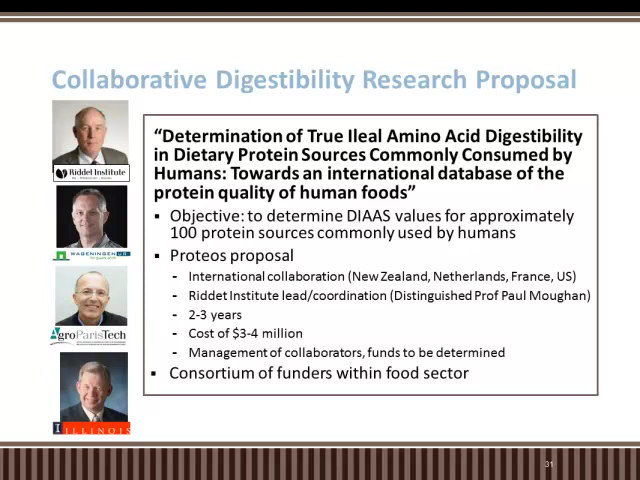 Collaborative Digestibility Research Proposal
Riddet Institute
WAGENINGEN UR
AgroParisTech
ILLINOIS
“Determination of True Ileal Amino Acid Digestibility
in Dietary Protein Sources Commonly Consumed by
Humans: Towards an international database of the
protein quality of human foods”
▪ Objective: to determine DIAAS values for approximately
100 protein sources commonly used by humans
▪ Proteos proposal
- International collaboration (New Zealand, Netherlands, France, US)
- Riddet Institute lead/coordination (Distinguished Prof Paul Moughan)
- 2-3 years
- Cost of $3-4 million
- Management of collaborators, funds to be determined
▪ Consortium of funders within food sector
31